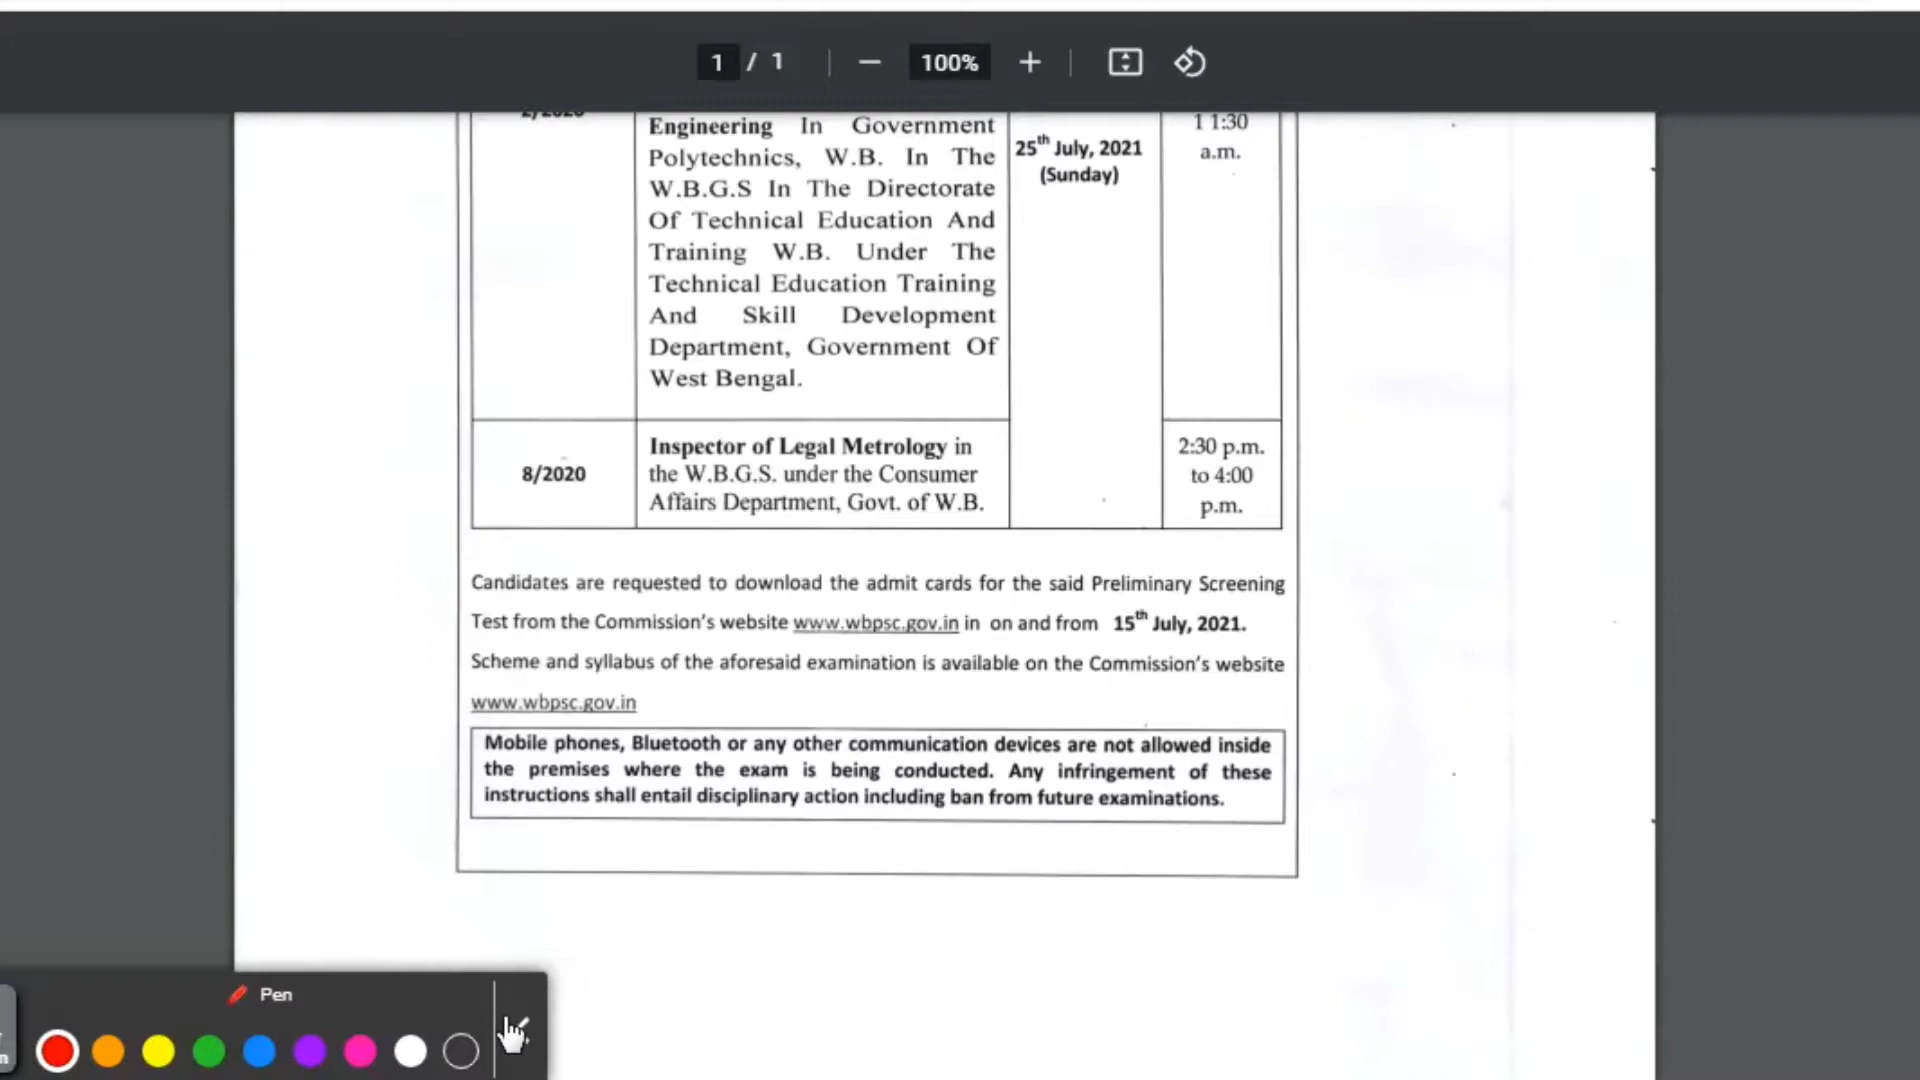 1 / 1
100%
2/2020
Engineering In Government
Polytechnics, W.B. In The
W.B.G.S In The Directorate
Of Technical Education And
Training W.B. Under The
Technical Education Training
And Skill Development
Department, Government Of
West Bengal.
25th July, 2021
(Sunday)
1 1:30
a.m.
8/2020
Inspector of Legal Metrology in
the W.B.G.S. under the Consumer
Affairs Department, Govt. of W.B.
2:30 p.m.
to 4:00
p.m.
Candidates are requested to download the admit cards for the said Preliminary Screening
Test from the Commission's website www.wbpsc.gov.in in on and from 15th July, 2021.
Scheme and syllabus of the aforesaid examination is available on the Commission's website
www.wbpsc.gov.in
Mobile phones, Bluetooth or any other communication devices are not allowed inside
the premises where the exam is being conducted. Any infringement of these
instructions shall entail disciplinary action including ban from future examinations.
Pen